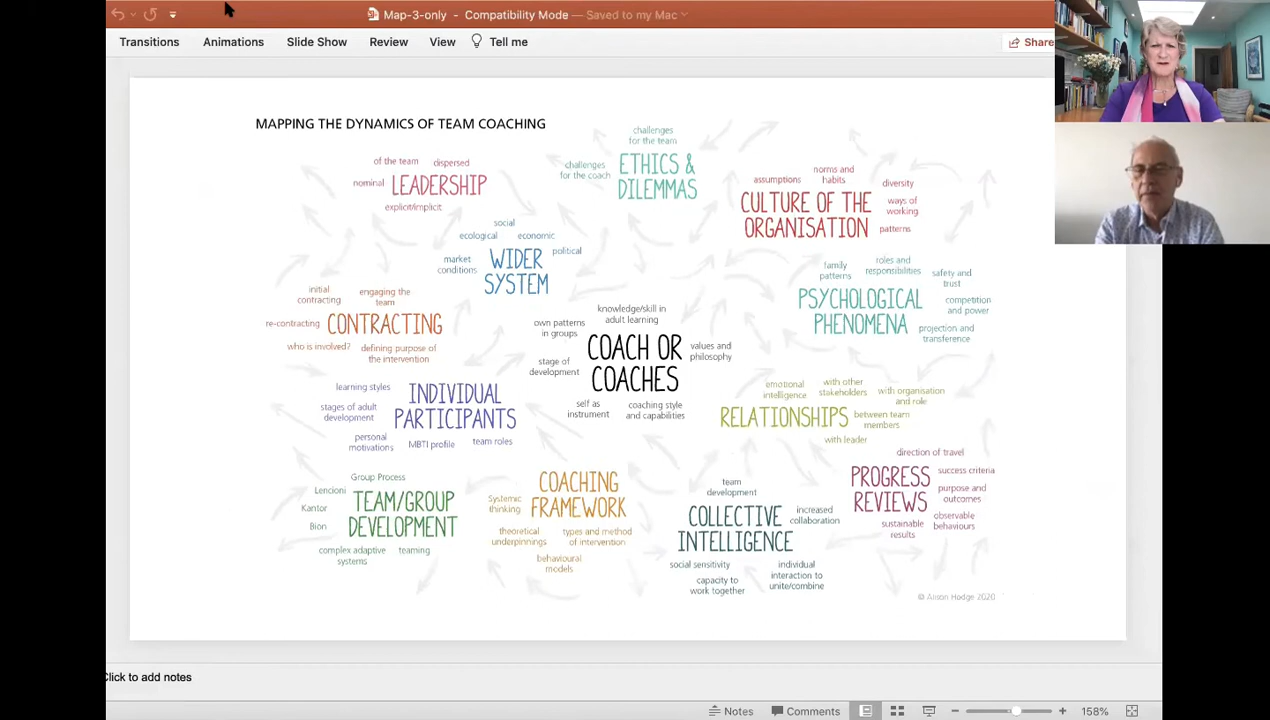 Map-3-only - Compatibility Mode — Saved to my Mac
Transitions Animations Slide Show Review View Tell me Share
MAPPING THE DYNAMICS OF TEAM COACHING
of the team
dispersed
nominal
LEADERSHIP
explicit/implicit
challenges
for the team
challenges
for the coach
ETHICS &
DILEMMAS
assumptions
norms and
habits
diversity
CULTURE OF THE
ORGANISATION
ways of
working
patterns
social
ecological
economic
political
market
conditions
WIDER
SYSTEM
family
patterns
roles and
responsibilities
safety and
trust
PSYCHOLOGICAL
PHENOMENA
competition
and power
projection and
transference
initial
contracting
engaging the
team
re-contracting
CONTRACTING
who is involved?
defining purpose of
the intervention
knowledge/skill in
adult learning
own patterns
in groups
COACH OR
COACHES
values and
philosophy
stage of
development
self as
instrument
coaching style
and capabilities
learning styles
INDIVIDUAL
PARTICIPANTS
stages of adult
development
personal
motivations
MBTI profile
team roles
emotional
intelligence
with other
stakeholders
with organisation
and role
RELATIONSHIPS
between team
members
with leader
Group Process
Lencioni
Kantor
Bion
TEAM/GROUP
DEVELOPMENT
complex adaptive
systems
teaming
COACHING
FRAMEWORK
Systemic
thinking
theoretical
underpinnings
types and method
of intervention
behavioural
models
team
development
COLLECTIVE
INTELLIGENCE
increased
collaboration
social sensitivity
capacity to
work together
individual
interaction to
unite/combine
direction of travel
PROGRESS
REVIEWS
success criteria
purpose and
outcomes
observable
behaviours
sustainable
results
© Alison Hodge 2020
Click to add notes
Notes Comments 158%